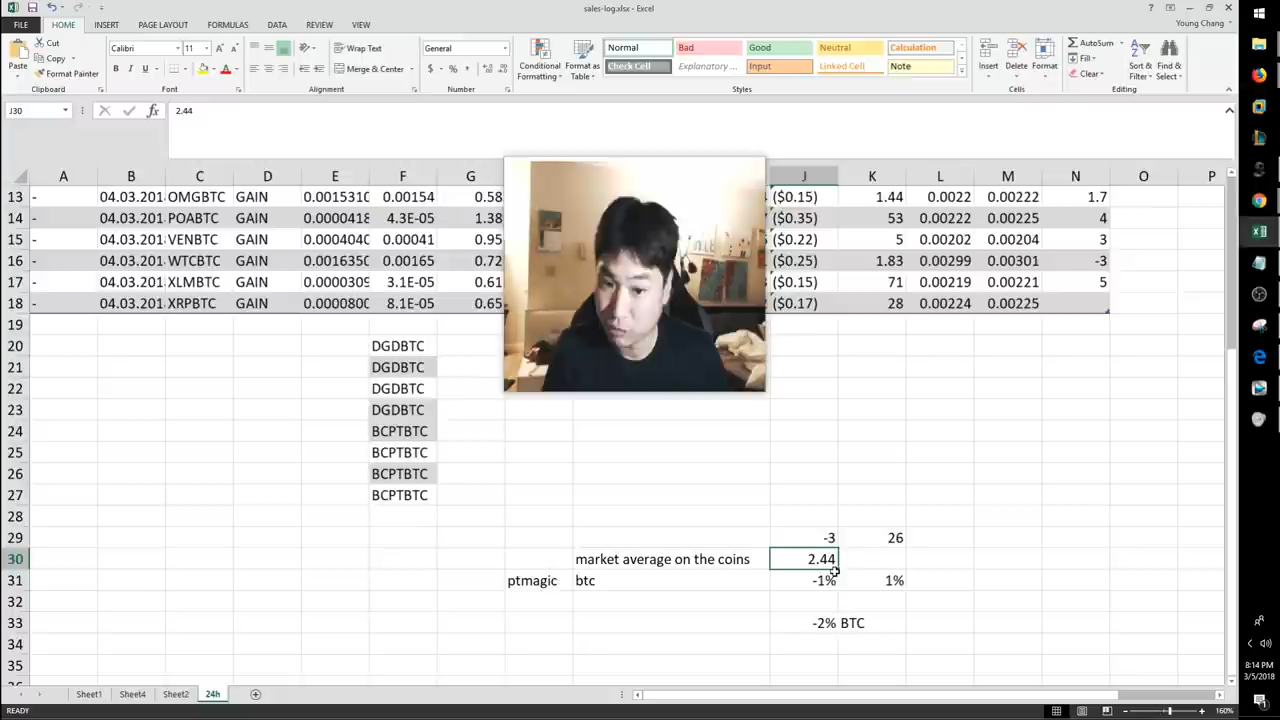 sales-log.xlsx - Excel
FILE HOME INSERT PAGE LAYOUT FORMULAS DATA REVIEW VIEW Young Chang
Cut
Copy
Format Painter
Paste
Clipboard
Calibri 11
Font
Wrap Text
Merge & Center
Alignment
General
Number
Conditional Formatting
Format as Table
Normal Bad Good Neutral Calculation
Check Cell Explanatory ... Input Linked Cell Note
Styles
Insert Delete Format
Cells
AutoSum
Fill
Clear
Sort & Filter
Find & Select
Editing
J30 2.44
A B C D E F G J K L M N O P
13 - 04.03.201 OMGBTC GAIN 0.0015310 0.00154 0.58 ($0.15) 1.44 0.0022 0.00222 1.7
14 - 04.03.201 POABTC GAIN 0.0000418 4.3E-05 1.38 ($0.35) 53 0.00222 0.00225 4
15 - 04.03.201 VENBTC GAIN 0.0000404 0.00041 0.95 ($0.22) 5 0.00202 0.00204 3
16 - 04.03.201 WTCBTC GAIN 0.0016350 0.00165 0.72 ($0.25) 1.83 0.00299 0.00301 -3
17 - 04.03.201 XLMBTC GAIN 0.0000309 3.1E-05 0.61 ($0.15) 71 0.00219 0.00221 5
18 - 04.03.201 XRPBTC GAIN 0.0000800 8.1E-05 0.65 ($0.17) 28 0.00224 0.00225
19
20 DGDBTC
21 DGDBTC
22 DGDBTC
23 DGDBTC
24 BCPTBTC
25 BCPTBTC
26 BCPTBTC
27 BCPTBTC
28
29 -3 26
30 market average on the coins 2.44
31 ptmagic btc -1% 1%
32
33 -2% BTC
34
35
Sheet1 Sheet4 Sheet2 24h
READY 160%
8:14 PM
3/5/2018